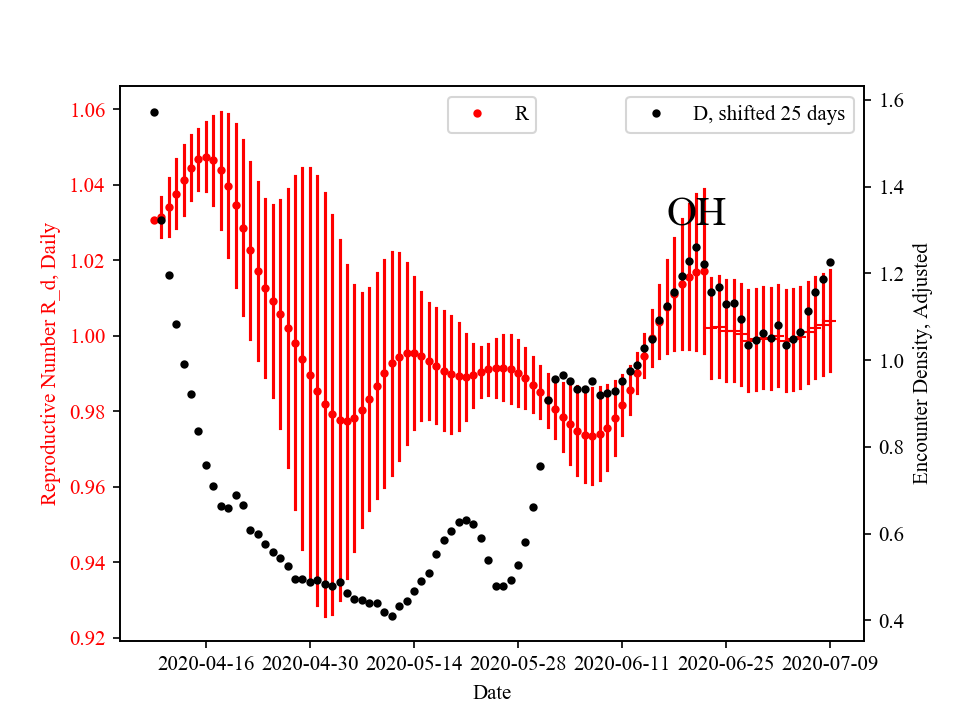 R
D, shifted 25 days
OH
Reproductive Number R_d, Daily
1.06
1.04
1.02
1.00
0.98
0.96
0.94
0.92
1.6
1.4
1.2
1.0
0.8
0.6
0.4
Encounter Density, Adjusted
2020-04-16 2020-04-30 2020-05-14 2020-05-28 2020-06-11 2020-06-25 2020-07-09
Date